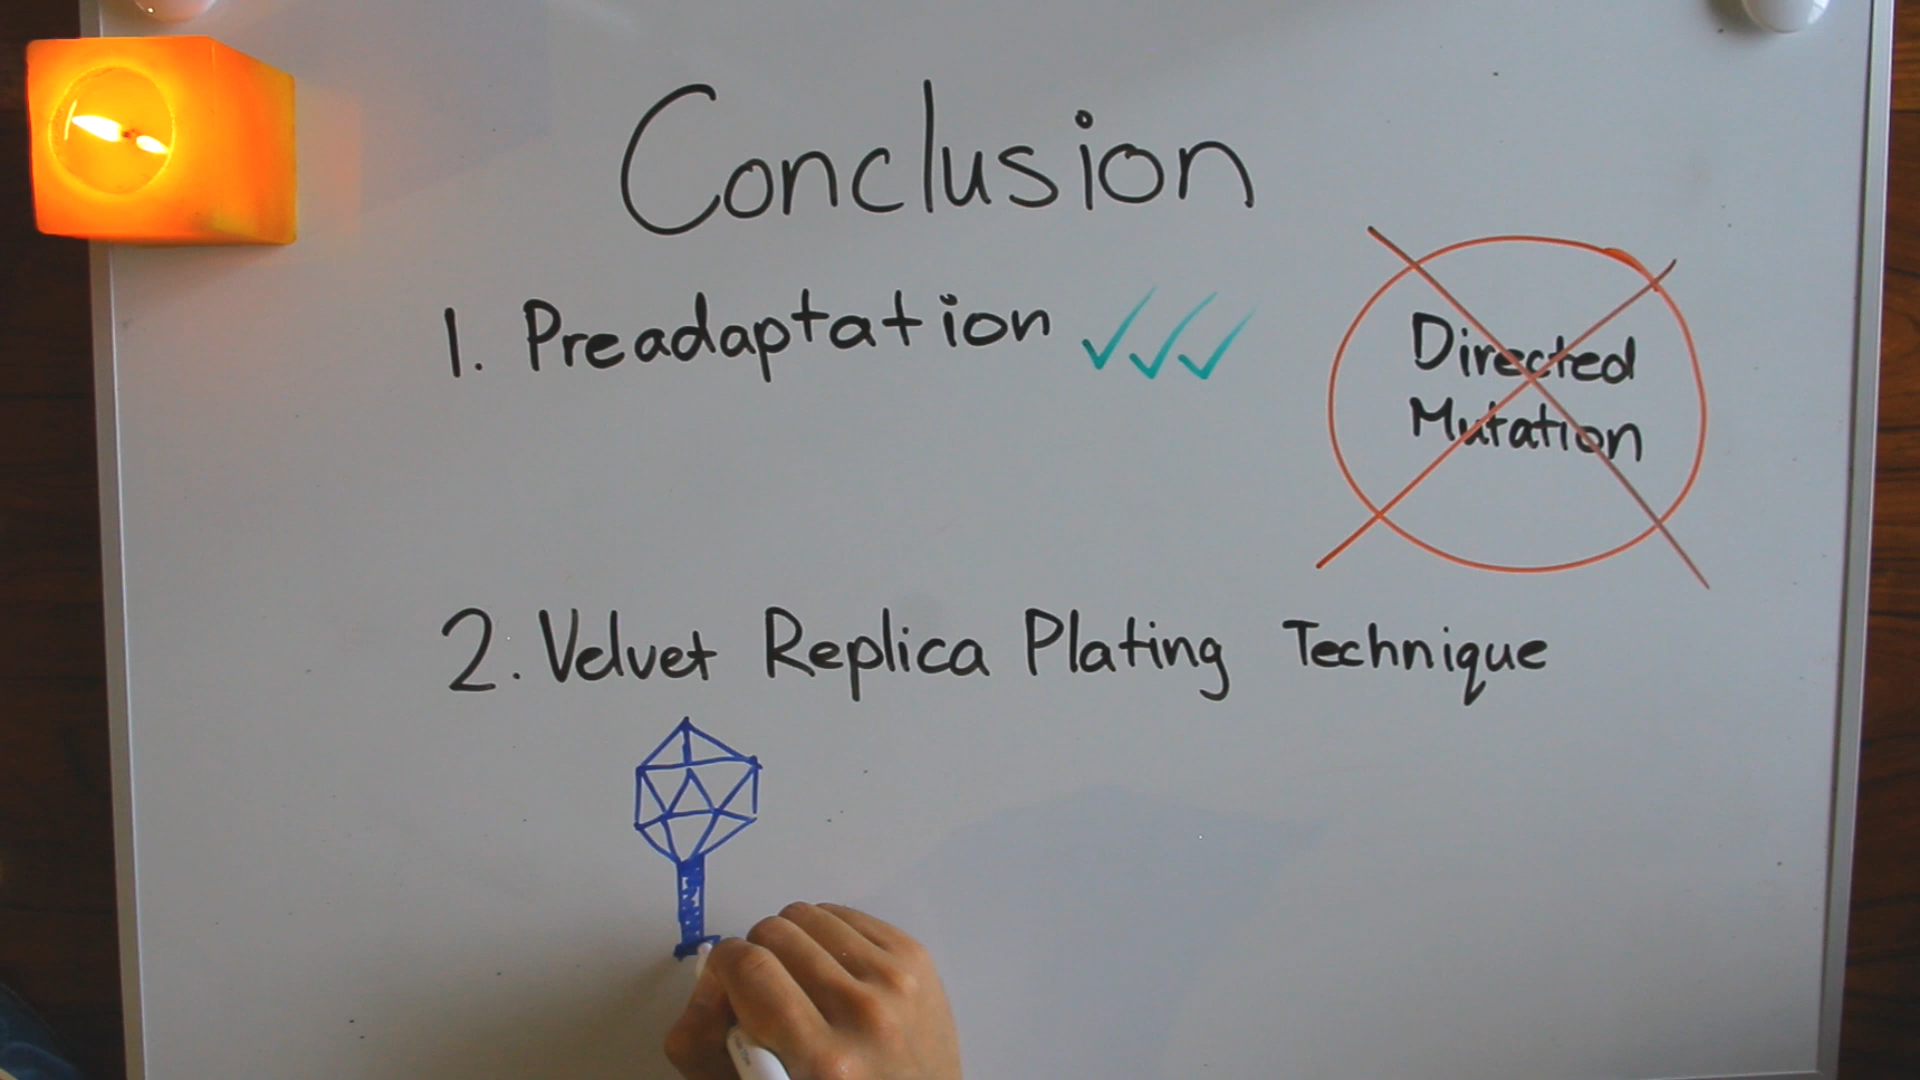 Conclusion
1. Preadaptation
Directed
Mutation
2. Velvet Replica Plating Technique